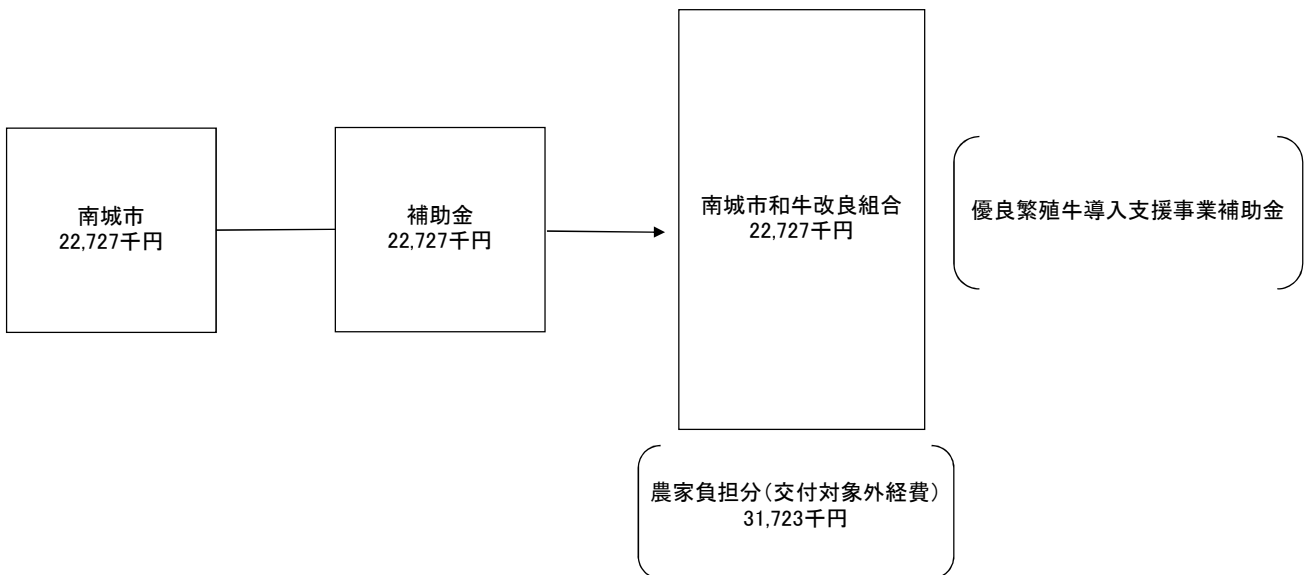 南城市
22,727千円
補助金
22,727千円
南城市和牛改良組合
22,727千円
優良繁殖牛導入支援事業補助金
農家負担分(交付対象外経費)
31,723千円